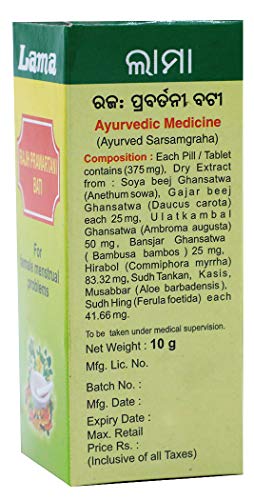 Lama
RAJH-PRAWARTANI
BATI
For
female menstrual
problems
ଲାମା
ରଜଃ ପ୍ରବର୍ତନୀ ବଟୀ
Ayurvedic Medicine
(Ayurved Sarsamgraha)
Composition : Each Pill / Tablet
contains (375mg), Dry Extract
from : Soya beej Ghansatwa
(Anethum sowa), Gajar beej
Ghansatwa (Daucus carota)
each 25 mg, Ulatkambal
Ghansatwa (Ambroma augusta)
50 mg , Bansjar Ghansatwa
( Bambusa bambos ) 25 mg,
Hirabol (Commiphora myrrha)
83.32 mg, Sudh Tankan, Kasis,
Musabbar (Aloe barbadensis),
Sudh Hing (Ferula foetida) each
41.66 mg.
To be taken under medical supervision.
Net Weight : 10 g
Mfg. Lic. No.
Batch No. :
Mfg. Date :
Expiry Date :
Max. Retail
Price Rs. :
(Inclusive of all Taxes)